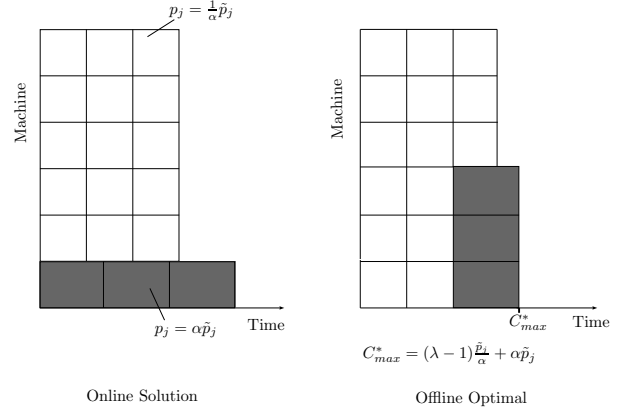 p_j = \frac{1}{\alpha}\tilde{p}_j
Machine
Time
p_j = \alpha\tilde{p}_j
Online Solution
Machine
C^*_{max}
Time
C^*_{max} = (\lambda - 1)\frac{\tilde{p}_j}{\alpha} + \alpha\tilde{p}_j
Offline Optimal